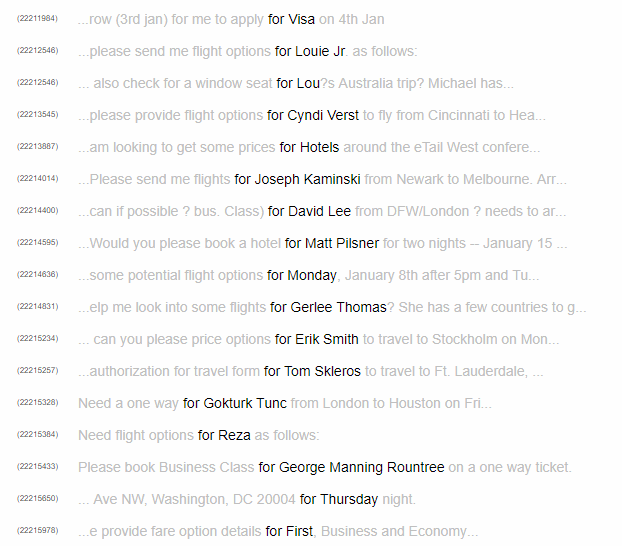 (22211984) ...row (3rd jan) for me to apply for Visa on 4th Jan
(22212546) ...please send me flight options for Louie Jr. as follows:
(22212546) ... also check for a window seat for Lou?s Australia trip? Michael has...
(22213545) ...please provide flight options for Cyndi Verst to fly from Cincinnati to Hea...
(22213887) ...am looking to get some prices for Hotels around the eTail West confere...
(22214014) ...Please send me flights for Joseph Kaminski from Newark to Melbourne. Arr...
(22214400) ...can if possible ? bus. Class) for David Lee from DFW/London ? needs to ar...
(22214595) ...Would you please book a hotel for Matt Pilsner for two nights -- January 15 ...
(22214636) ...some potential flight options for Monday, January 8th after 5pm and Tu...
(22214831) ...elp me look into some flights for Gerlee Thomas? She has a few countries to g...
(22215234) ... can you please price options for Erik Smith to travel to Stockholm on Mon...
(22215257) ...authorization for travel form for Tom Skleros to travel to Ft. Lauderdale, ...
(22215328) Need a one way for Gokturk Tunc from London to Houston on Fri...
(22215384) Need flight options for Reza as follows:
(22215433) Please book Business Class for George Manning Rountree on a one way ticket.
(22215650) ... Ave NW, Washington, DC 20004 for Thursday night.
(22215978) ...e provide fare option details for First, Business and Economy...